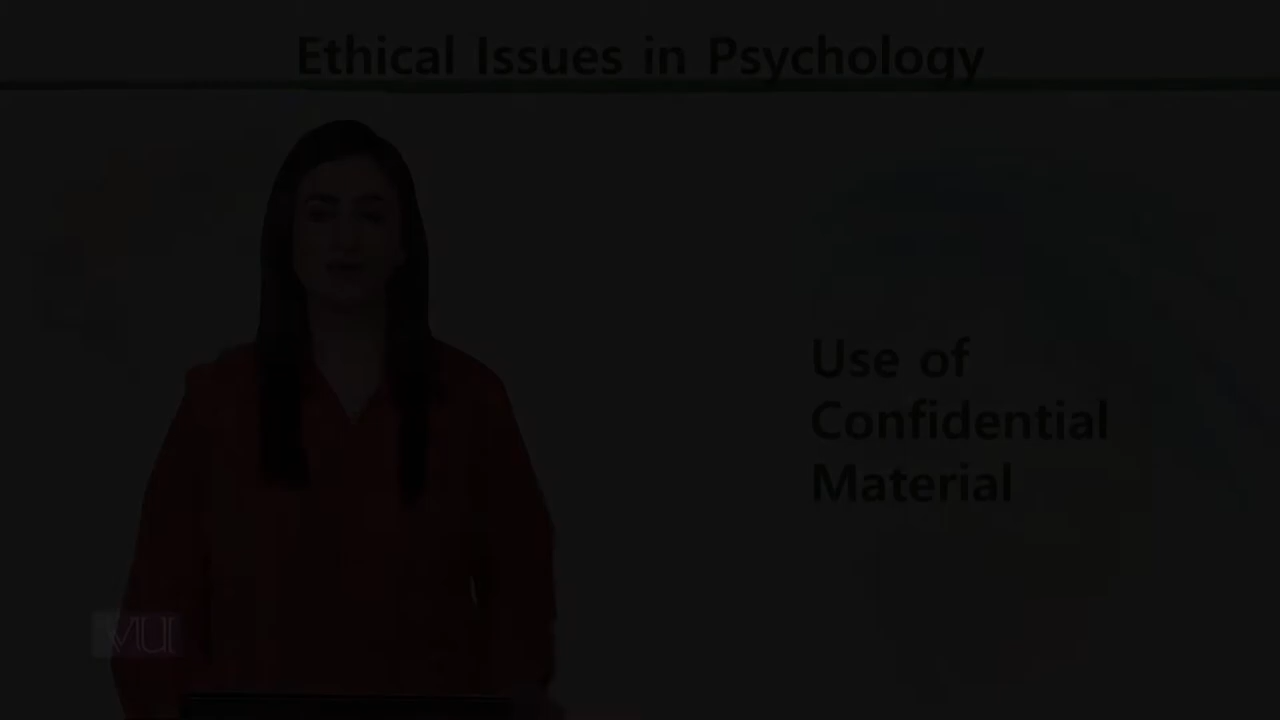 Ethical Issues in Psychology
Use of
Confidential
Material